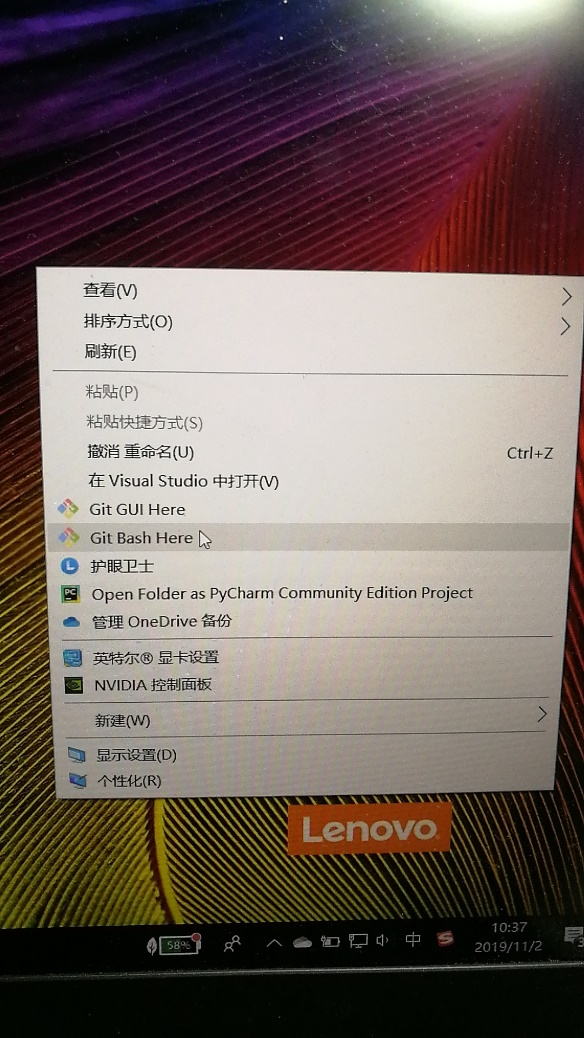 查看(V)
排序方式(O)
刷新(E)
粘贴(P)
粘贴快捷方式(S)
撤消 重命名(U) Ctrl+Z
在 Visual Studio 中打开(V)
Git GUI Here
Git Bash Here
护眼卫士
PC Open Folder as PyCharm Community Edition Project
管理 OneDrive 备份
英特尔® 显卡设置
NVIDIA 控制面板
新建(W)
显示设置(D)
个性化(R)
Lenovo
58%
中
S
10:37
2019/11/2
3